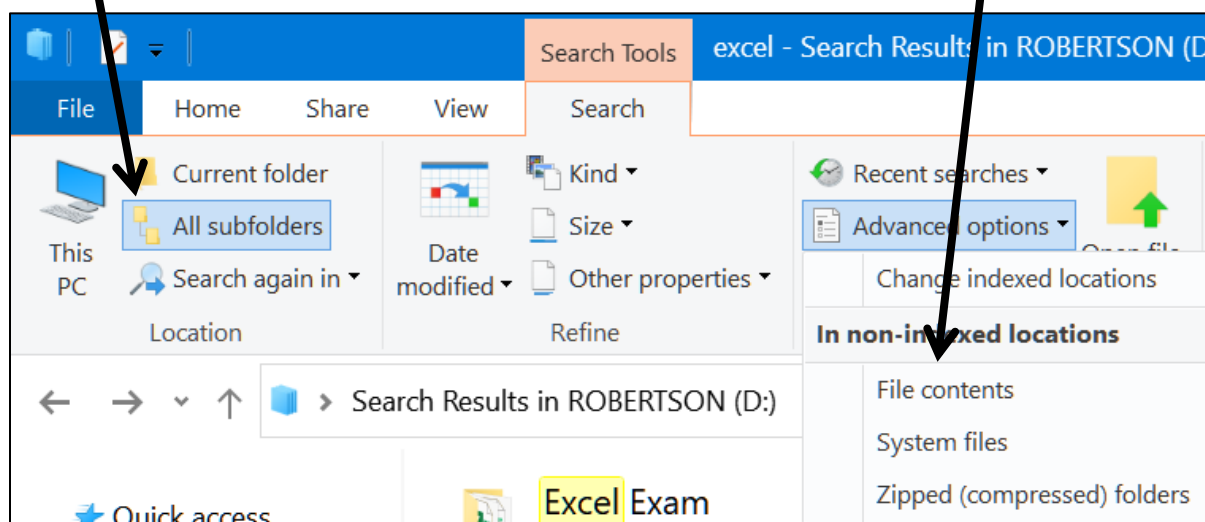 Search Tools
excel - Search Results in ROBERTSON (D
File Home Share View Search
Current folder
All subfolders
Search again in
This
PC
Location
Date
modified
Kind
Size
Other properties
Refine
Recent searches
Advanced options
Open file
Change indexed locations
In non-indexed locations
File contents
System files
Zipped (compressed) folders
Search Results in ROBERTSON (D:)
Quick access
Excel Exam